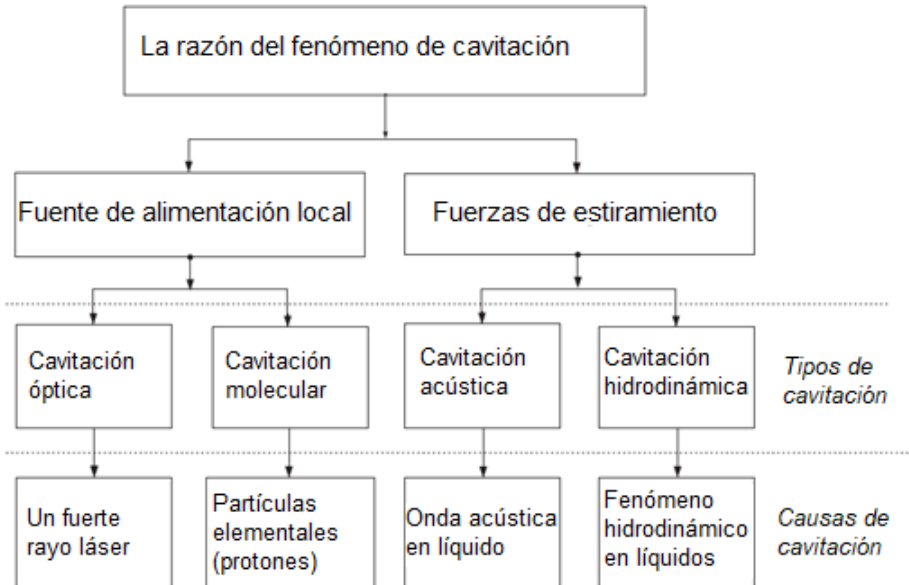 La razón del fenómeno de cavitación
Fuente de alimentación local
Fuerzas de estiramiento
Cavitación
óptica
Cavitación
molecular
Cavitación
acústica
Cavitación
hidrodinámica
Tipos de
cavitación
Un fuerte
rayo láser
Partículas
elementales
(protones)
Onda acústica
en líquido
Fenómeno
hidrodinámico
en líquidos
Causas de
cavitación